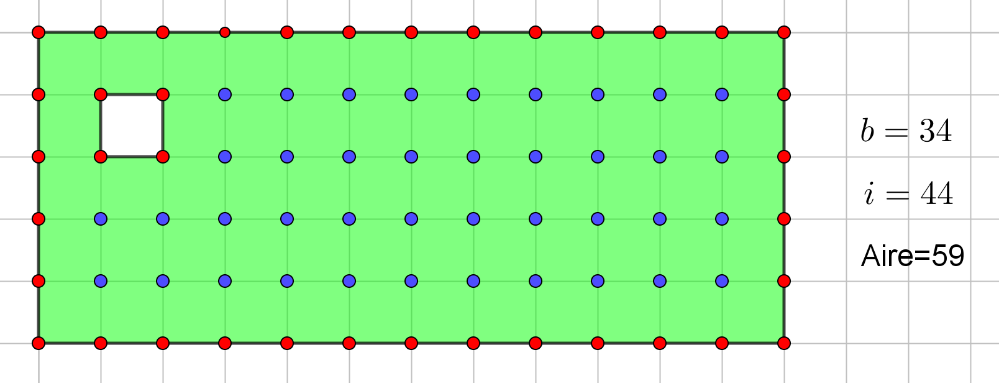 b = 34
i = 44
Aire=59